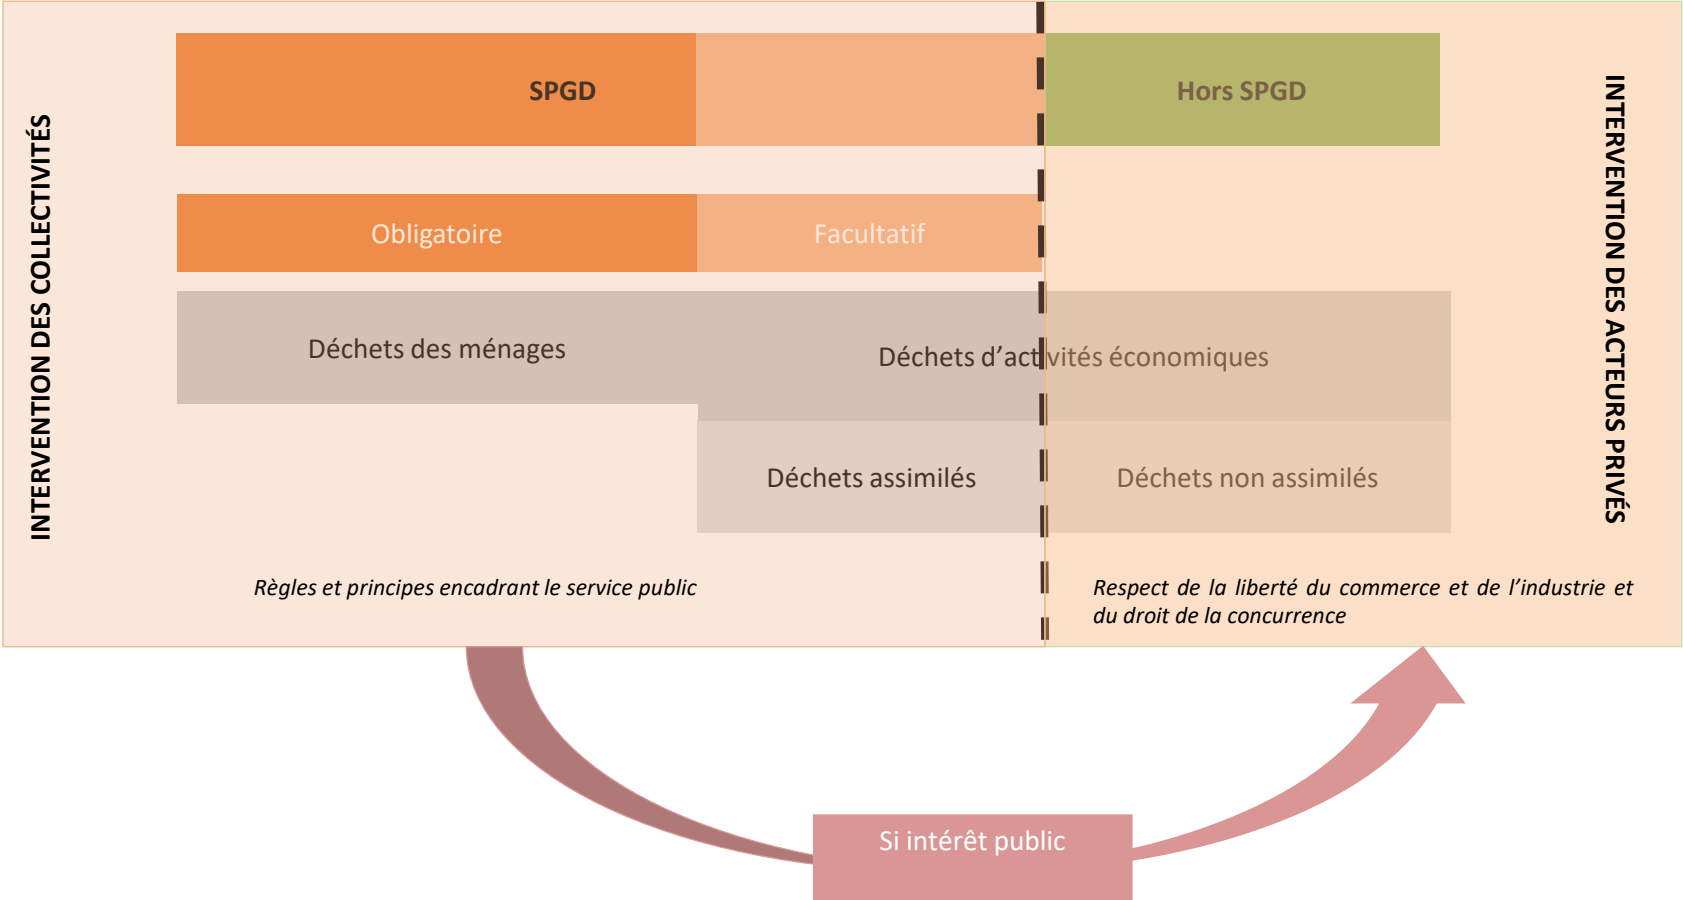 INTERVENTION DES COLLECTIVITÉS
SPGD
Hors SPGD
Obligatoire
Facultatif
Déchets des ménages
Déchets d’activités économiques
Déchets assimilés
Déchets non assimilés
Règles et principes encadrant le service public
Respect de la liberté du commerce et de l’industrie et
du droit de la concurrence
INTERVENTION DES ACTEURS PRIVÉS
Si intérêt public